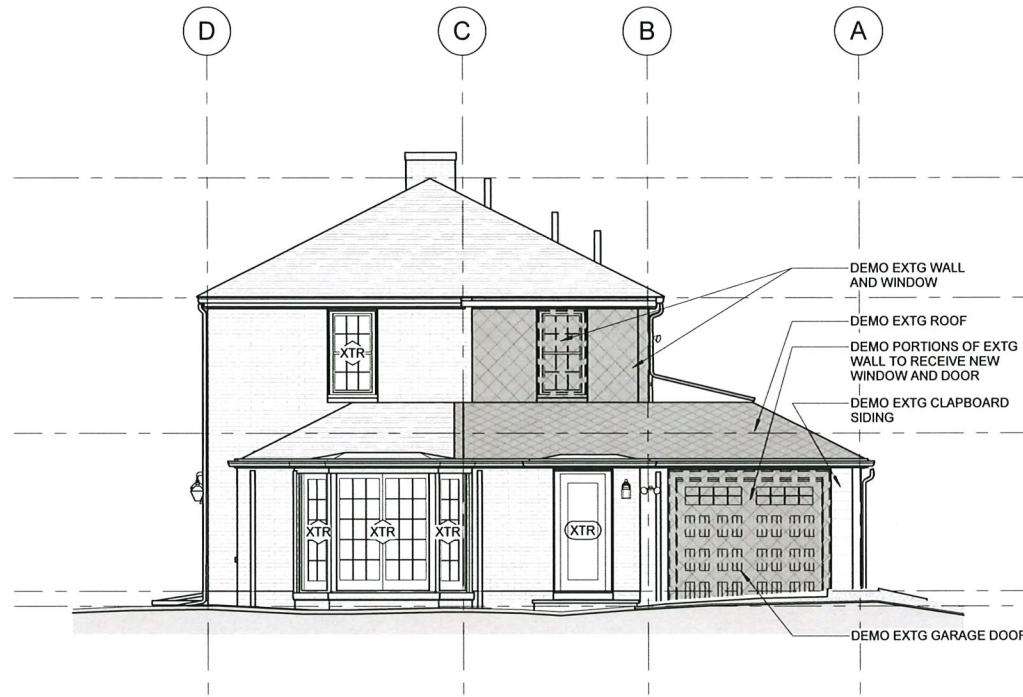 D
C
B
A
DEMO EXTG WALL
AND WINDOW
DEMO EXTG ROOF
DEMO PORTIONS OF EXTG
WALL TO RECEIVE NEW
WINDOW AND DOOR
DEMO EXTG CLAPBOARD
SIDING
XTR
XTR
XTR
XTR
XTR
DEMO EXTG GARAGE DOOR